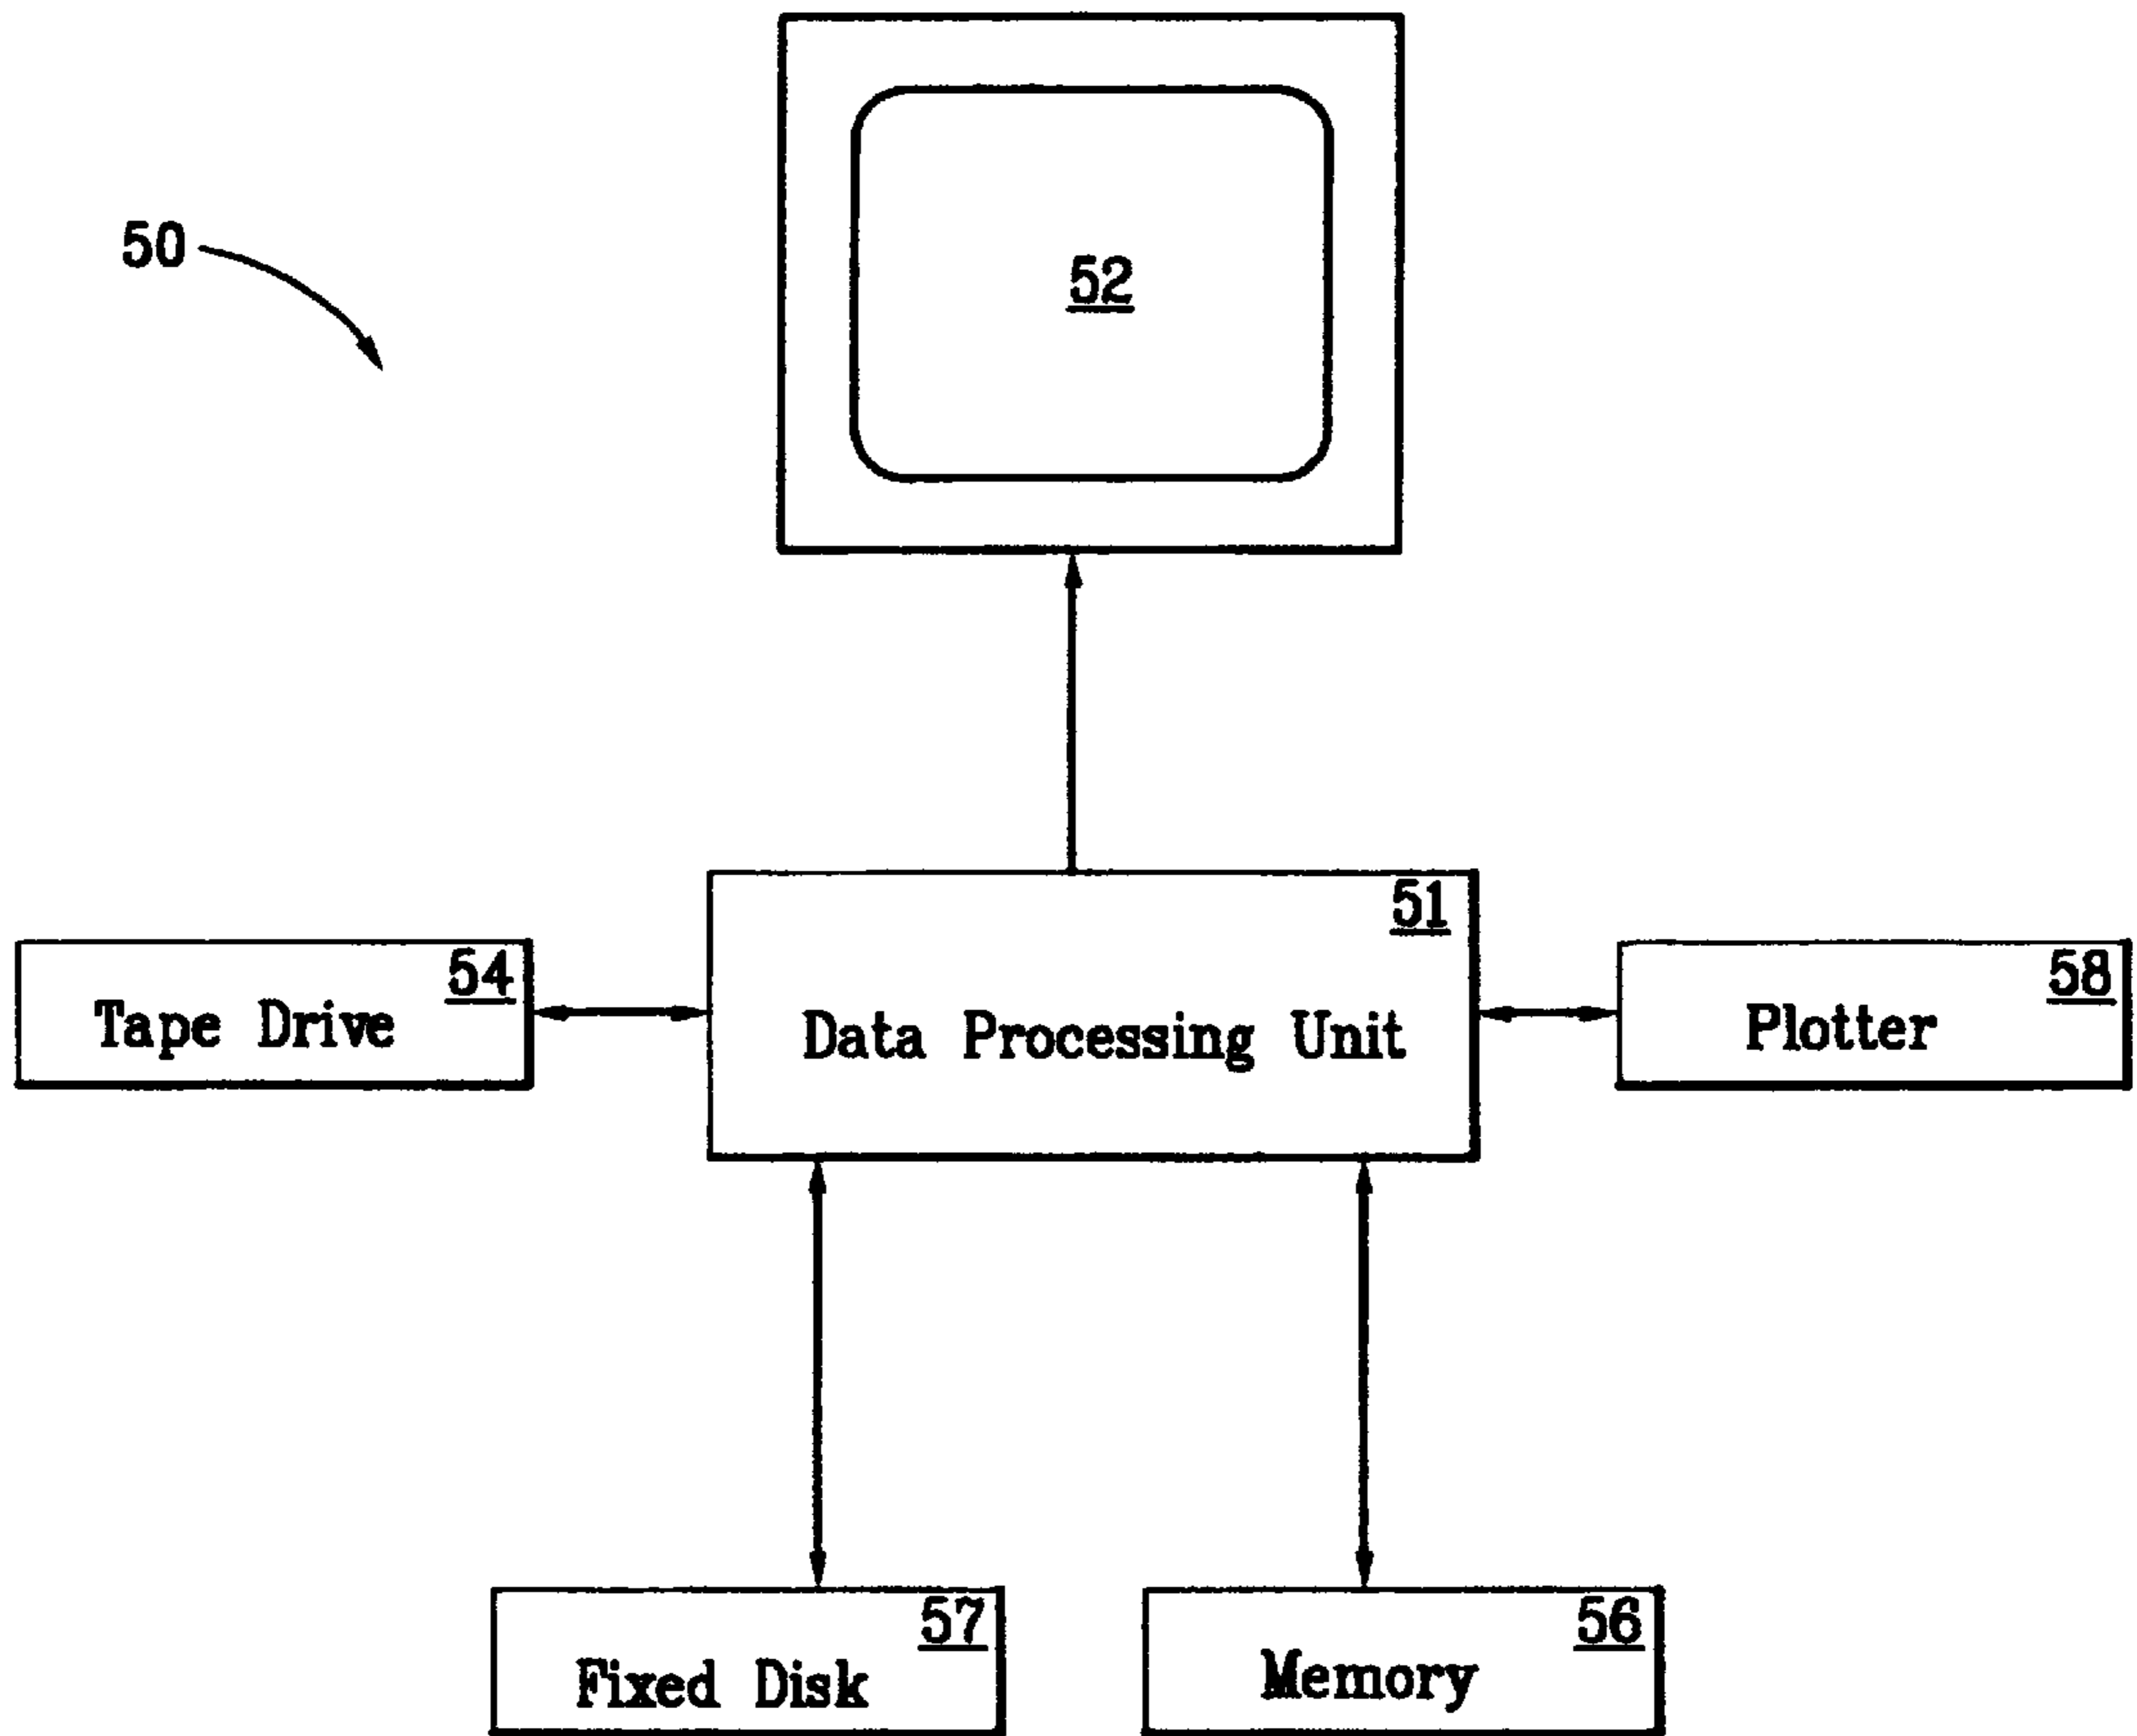 50
52
51
Data Processing Unit
54
Tape Drive
58
Plotter
57
Fixed Disk
56
Memory